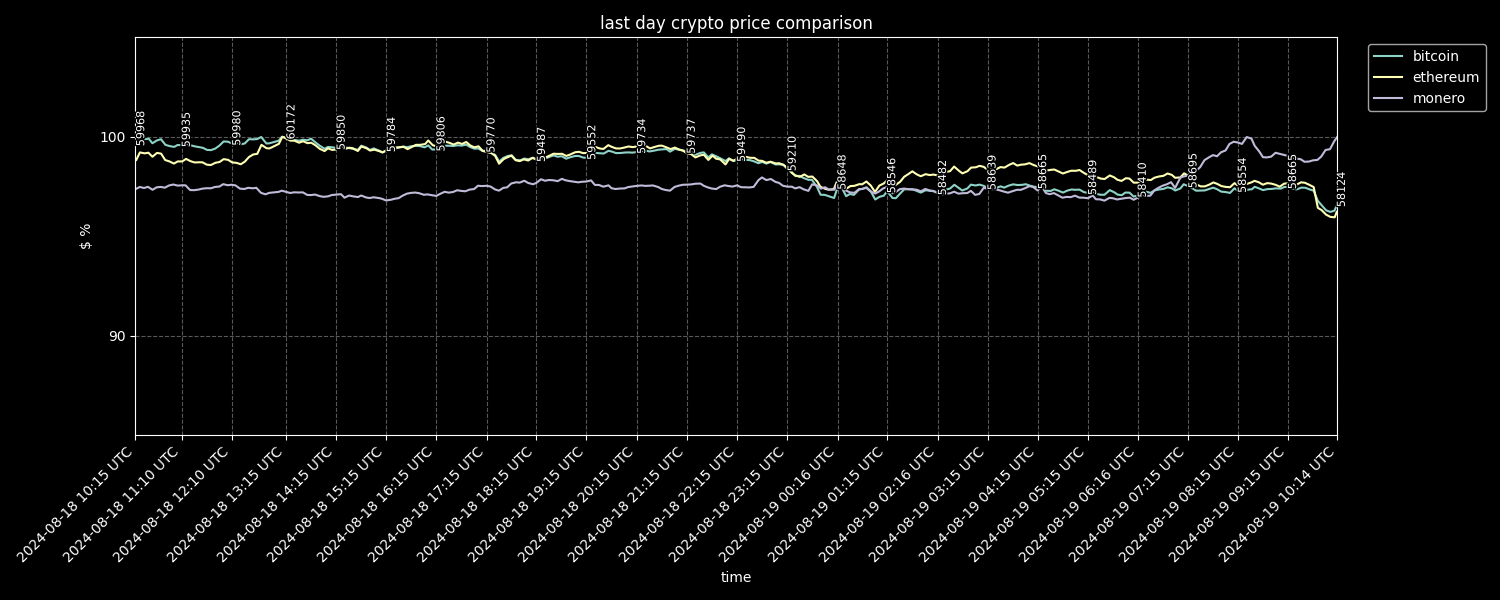 last day crypto price comparison
bitcoin
ethereum
monero
59968
59935
59980
60172
59850
59784
59806
59770
59487
59552
59734
59737
59490
59210
58648
58546
58482
58639
58665
58489
58410
58695
58554
58665
58124
100
90
$ %
2024-08-18 10:15 UTC
2024-08-18 11:10 UTC
2024-08-18 12:10 UTC
2024-08-18 13:15 UTC
2024-08-18 14:15 UTC
2024-08-18 15:15 UTC
2024-08-18 16:15 UTC
2024-08-18 17:15 UTC
2024-08-18 18:15 UTC
2024-08-18 19:15 UTC
2024-08-18 20:15 UTC
2024-08-18 21:15 UTC
2024-08-18 22:15 UTC
2024-08-18 23:15 UTC
2024-08-19 00:16 UTC
2024-08-19 01:15 UTC
2024-08-19 02:16 UTC
2024-08-19 03:15 UTC
2024-08-19 04:15 UTC
2024-08-19 05:15 UTC
2024-08-19 06:16 UTC
2024-08-19 07:15 UTC
2024-08-19 08:15 UTC
2024-08-19 09:15 UTC
2024-08-19 10:14 UTC
time